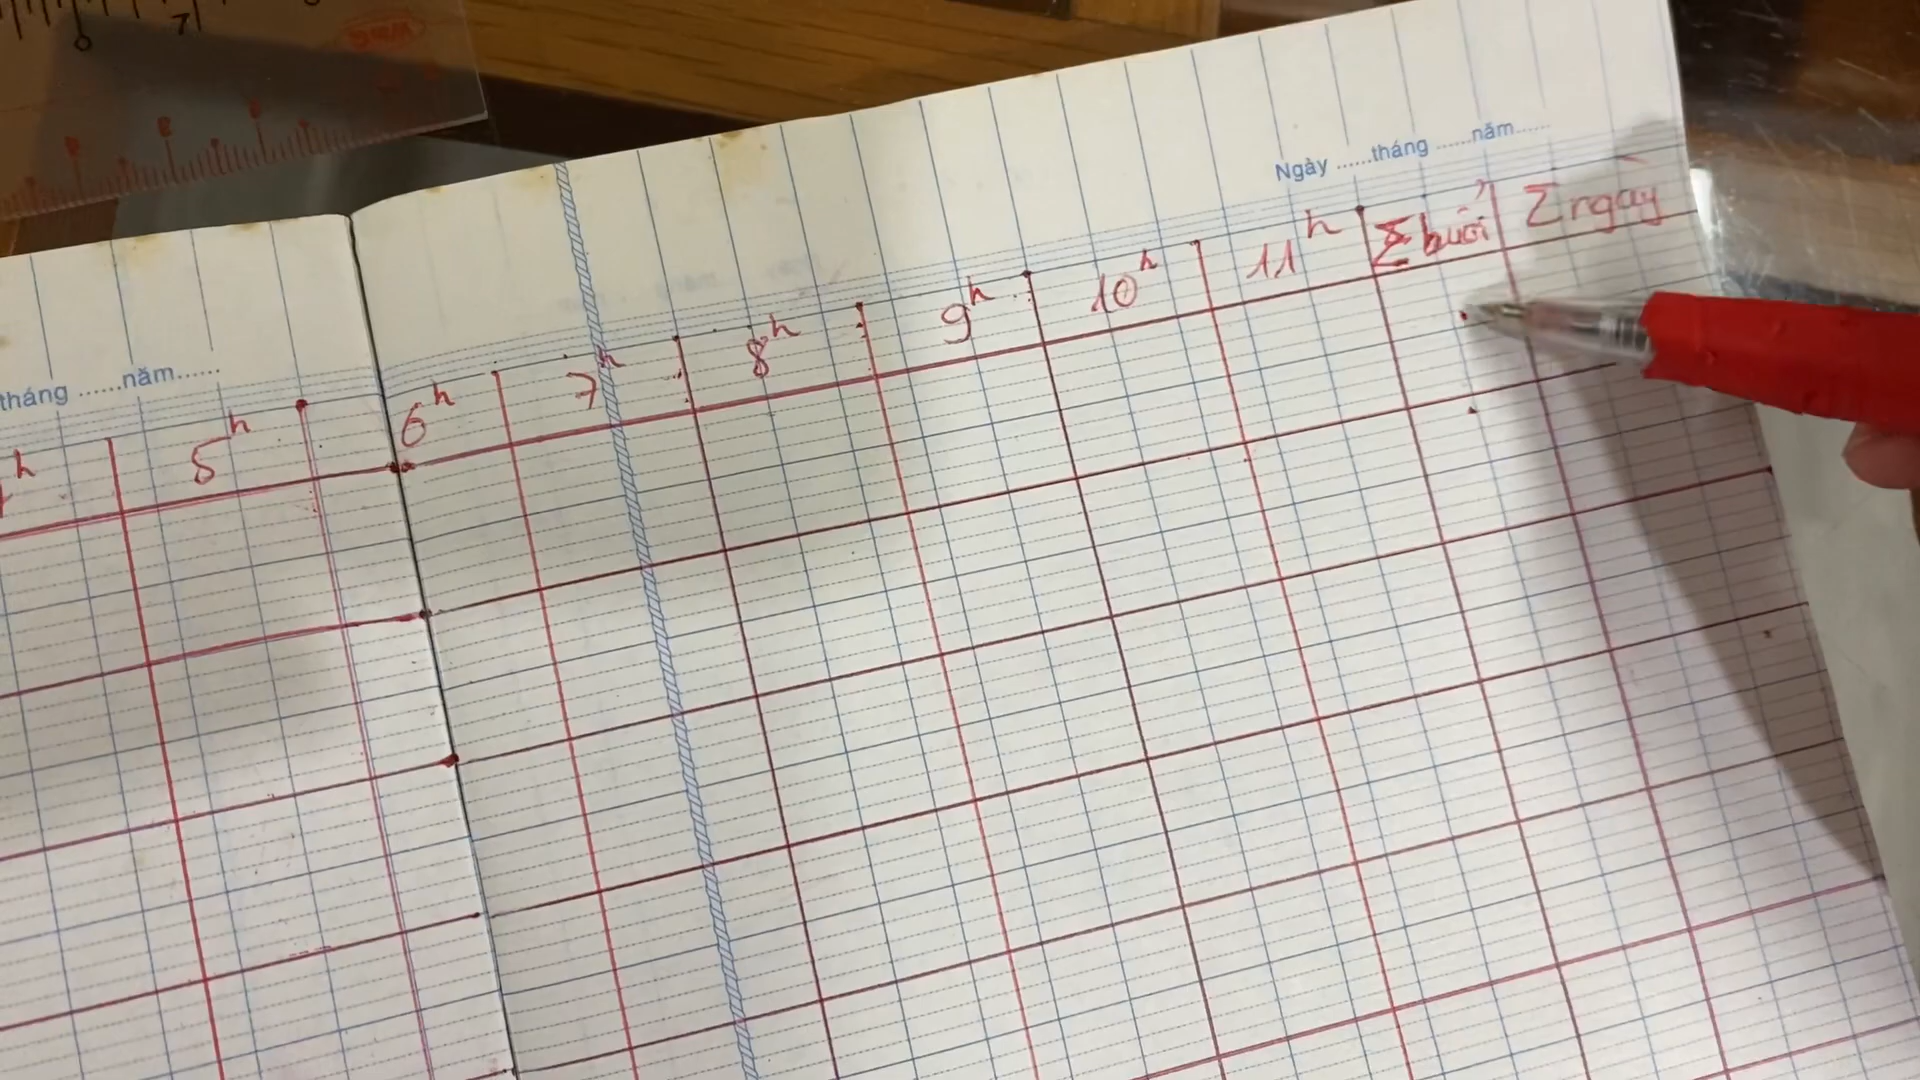 Ngày ......tháng ......năm......
tháng ......năm......
5h 6h 7h 8h 9h 10h 11h Σ buổi Σ ngày